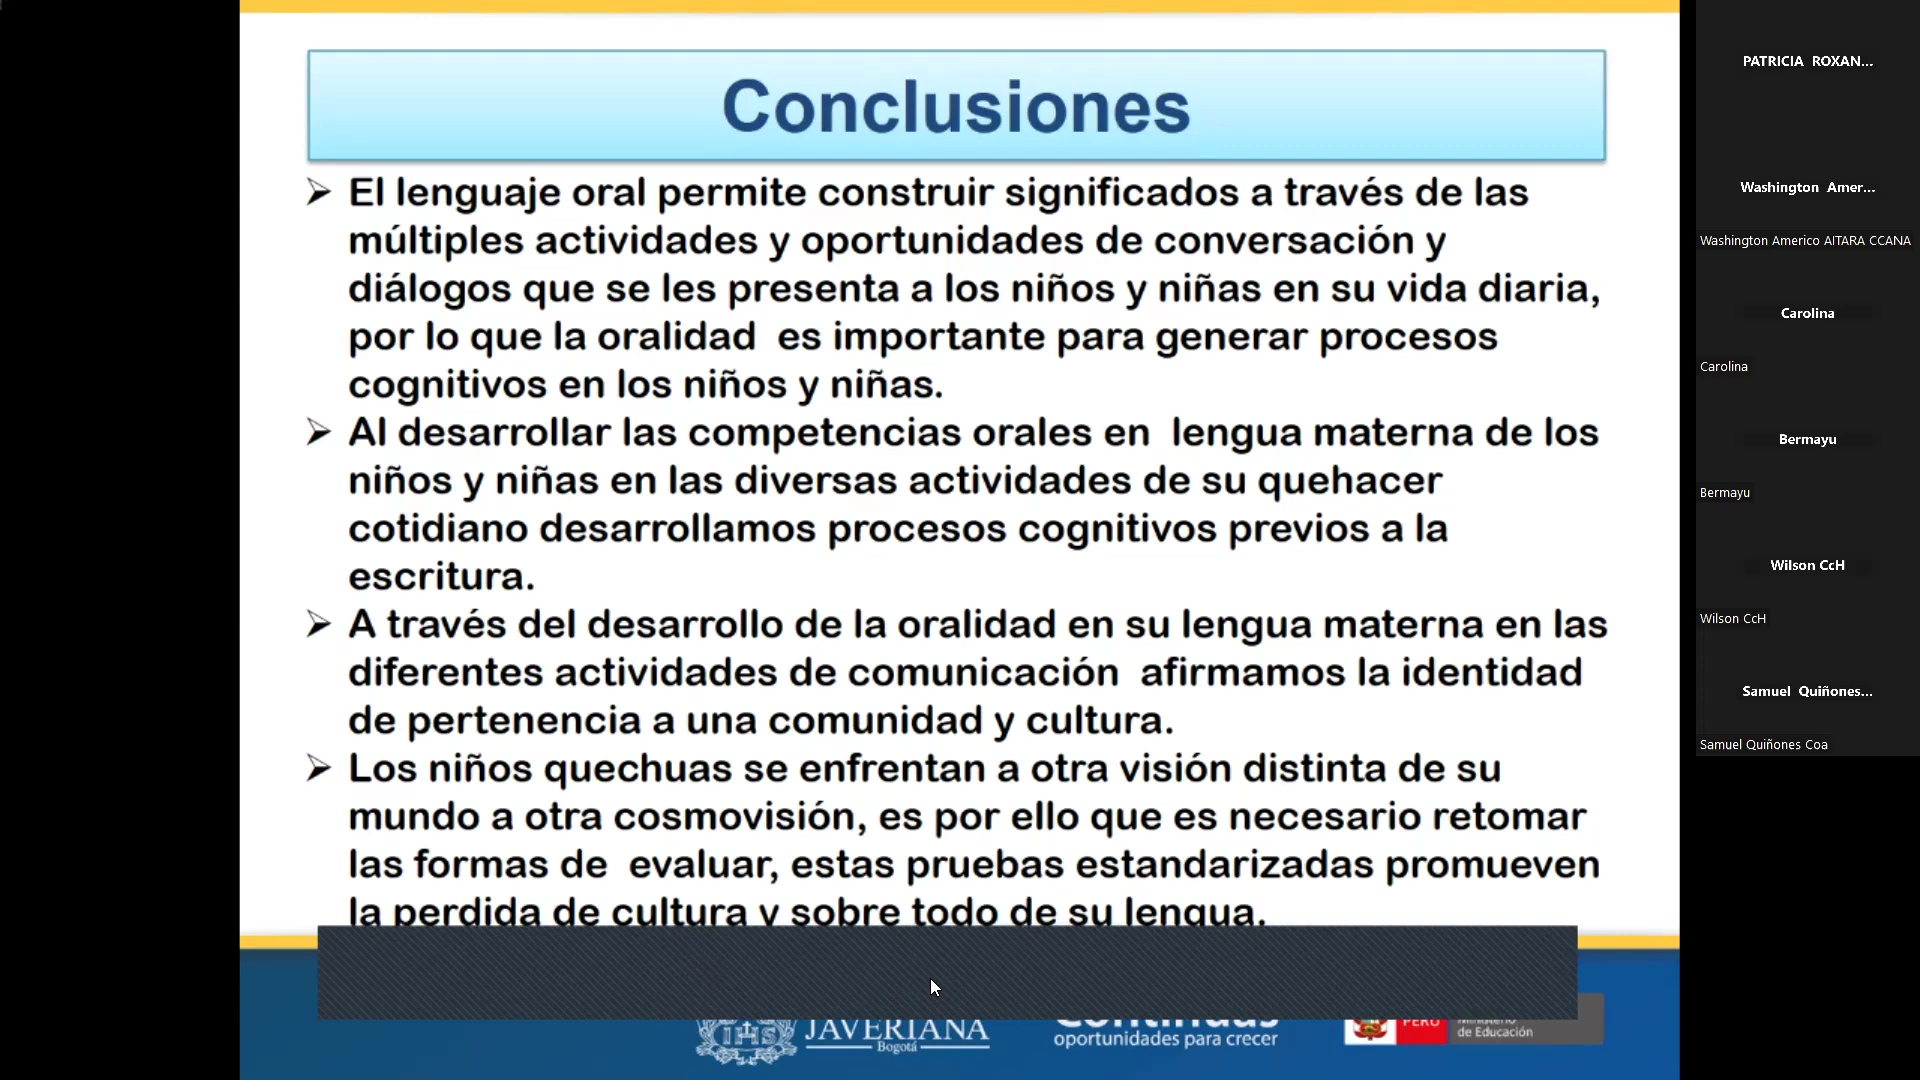 Conclusiones
➢ El lenguaje oral permite construir significados a través de las
múltiples actividades y oportunidades de conversación y
diálogos que se les presenta a los niños y niñas en su vida diaria,
por lo que la oralidad es importante para generar procesos
cognitivos en los niños y niñas.
➢ Al desarrollar las competencias orales en lengua materna de los
niños y niñas en las diversas actividades de su quehacer
cotidiano desarrollamos procesos cognitivos previos a la
escritura.
➢ A través del desarrollo de la oralidad en su lengua materna en las
diferentes actividades de comunicación afirmamos la identidad
de pertenencia a una comunidad y cultura.
➢ Los niños quechuas se enfrentan a otra visión distinta de su
mundo a otra cosmovisión, es por ello que es necesario retomar
las formas de evaluar, estas pruebas estandarizadas promueven
la perdida de cultura y sobre todo de su lengua.
IHS
JAVERIANA
Bogotá
Continuas
oportunidades para crecer
PERÚ
Ministerio
de Educación
PATRICIA ROXAN...
Washington Amer...
Washington Americo AITARA CCANA
Carolina
Carolina
Bermayu
Bermayu
Wilson CcH
Wilson CcH
Samuel Quiñones...
Samuel Quiñones Coa